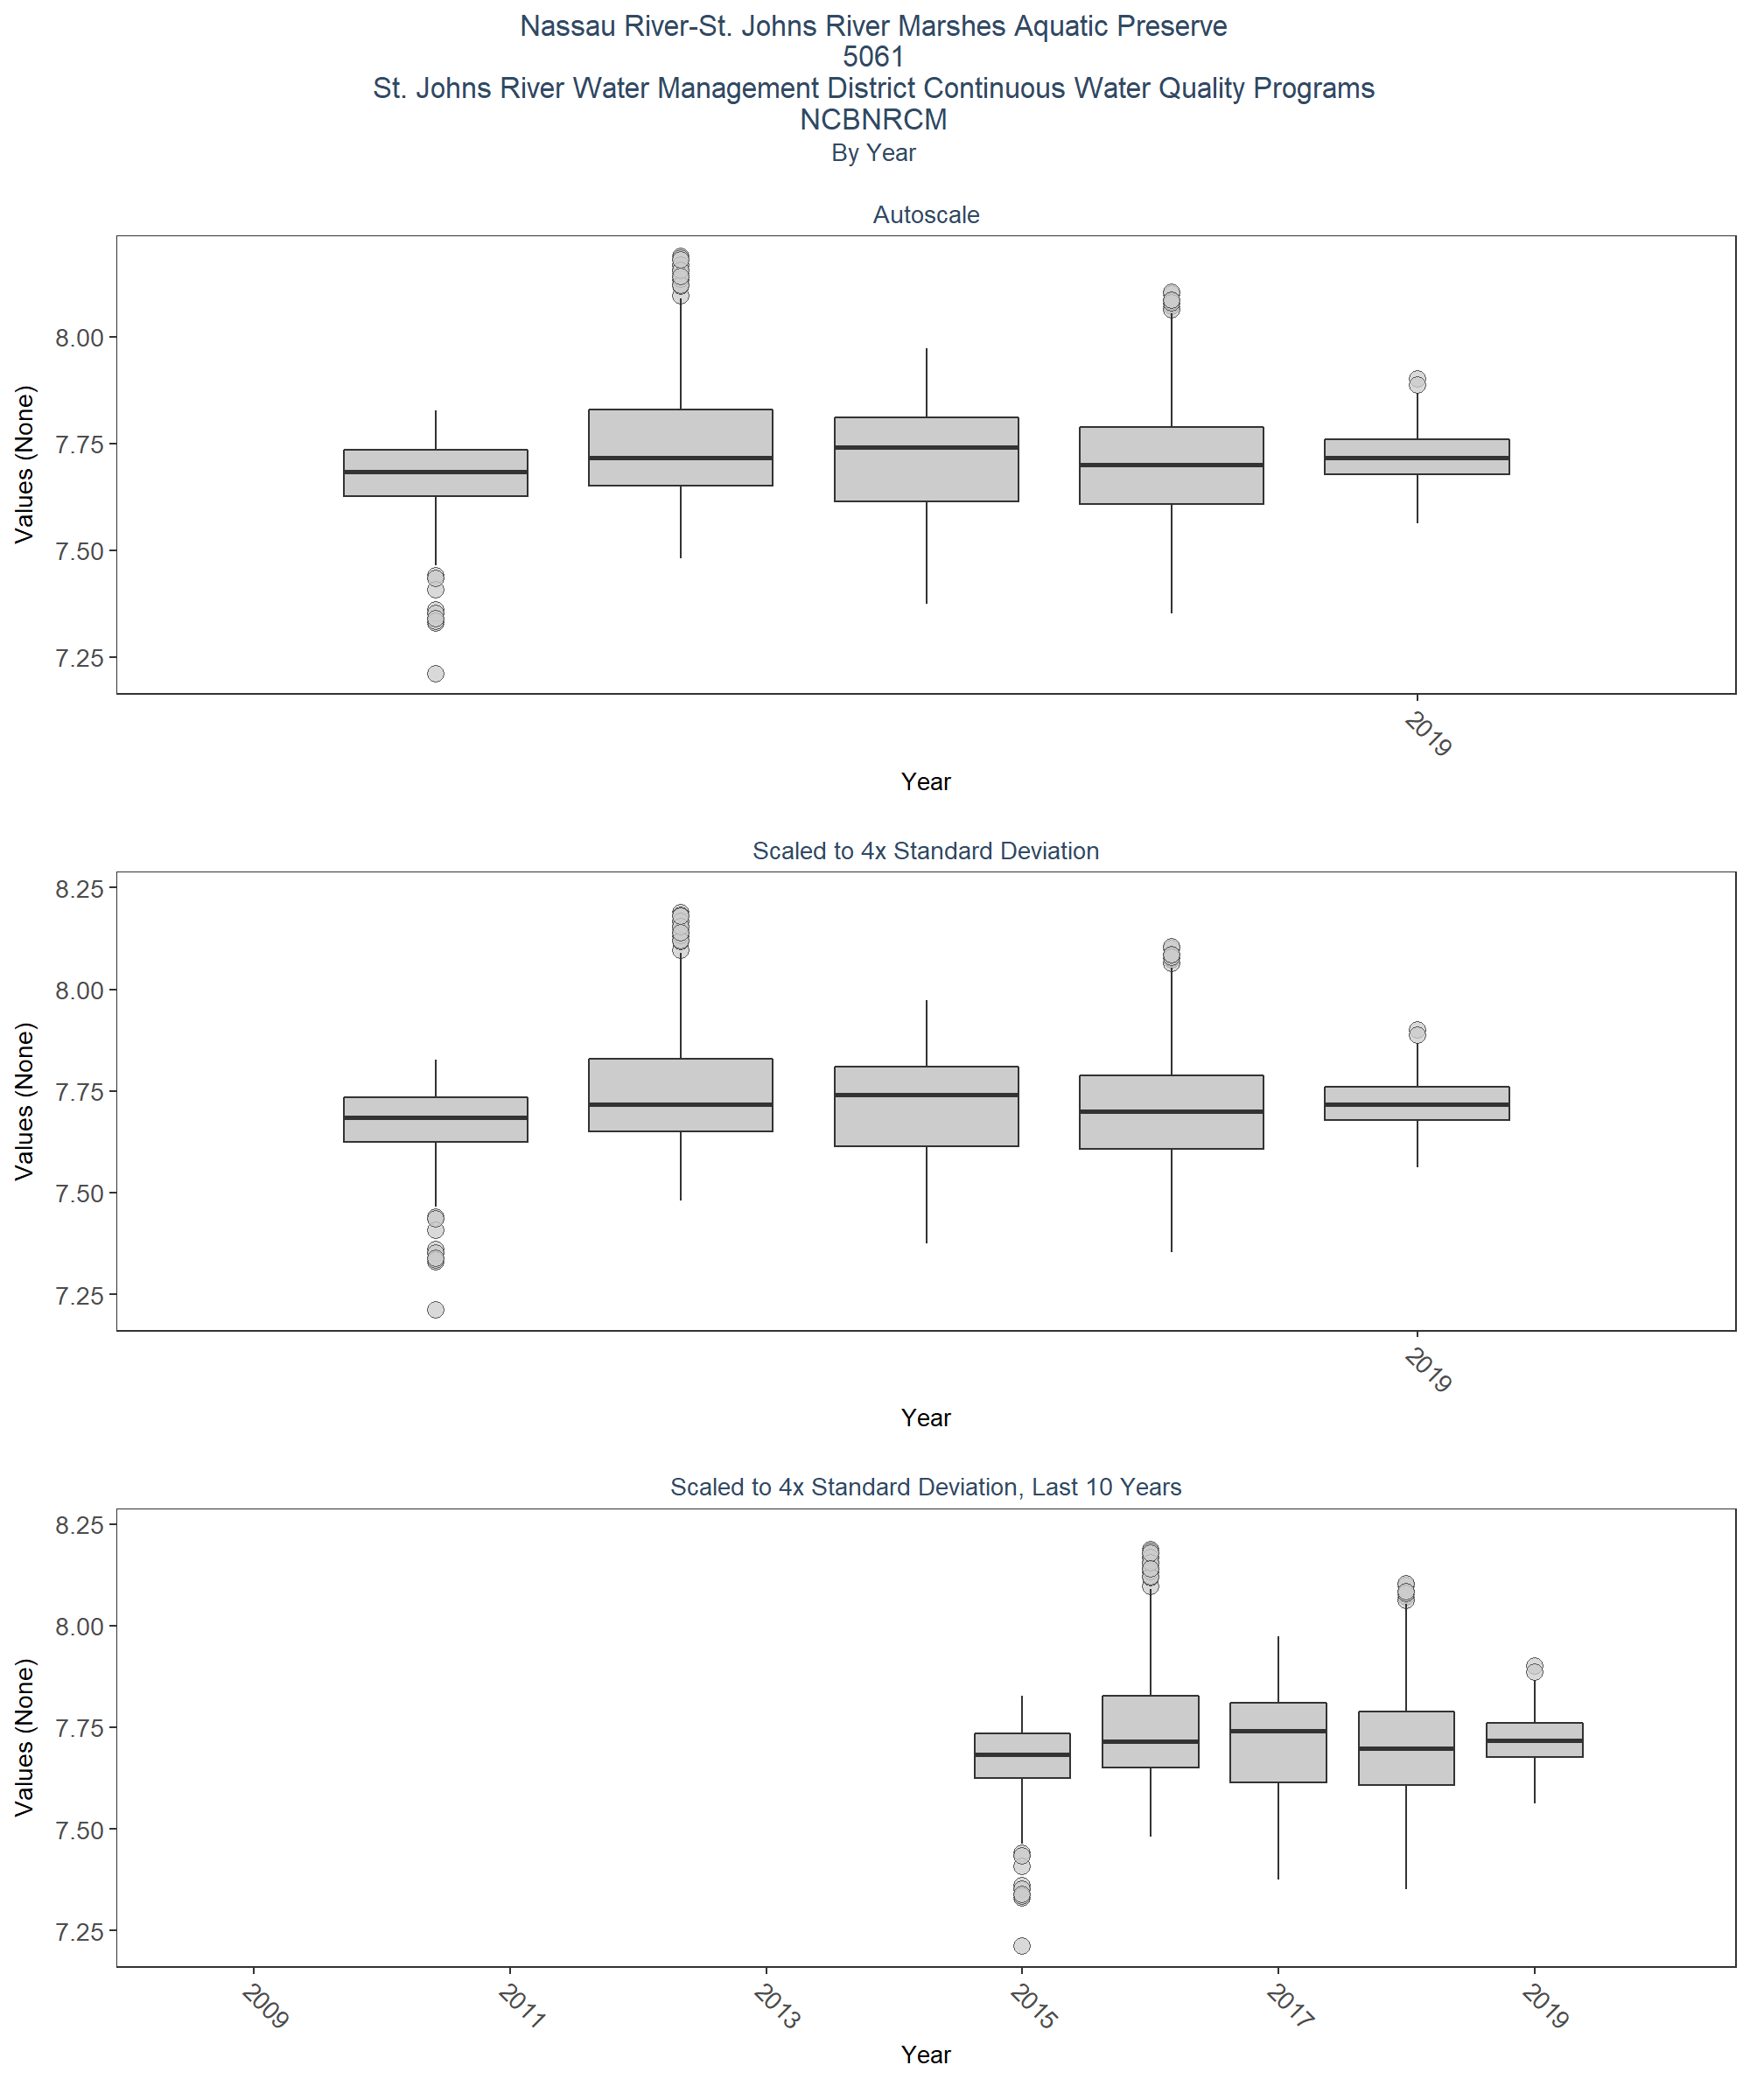 Nassau River-St. Johns River Marshes Aquatic Preserve
5061
St. Johns River Water Management District Continuous Water Quality Programs
NCBNRCM
By Year
Autoscale
Values (None)
8.00
7.75
7.50
7.25
2019
Year
Scaled to 4x Standard Deviation
Values (None)
8.25
8.00
7.75
7.50
7.25
2019
Year
Scaled to 4x Standard Deviation, Last 10 Years
Values (None)
8.25
8.00
7.75
7.50
7.25
2009 2011 2013 2015 2017 2019
Year